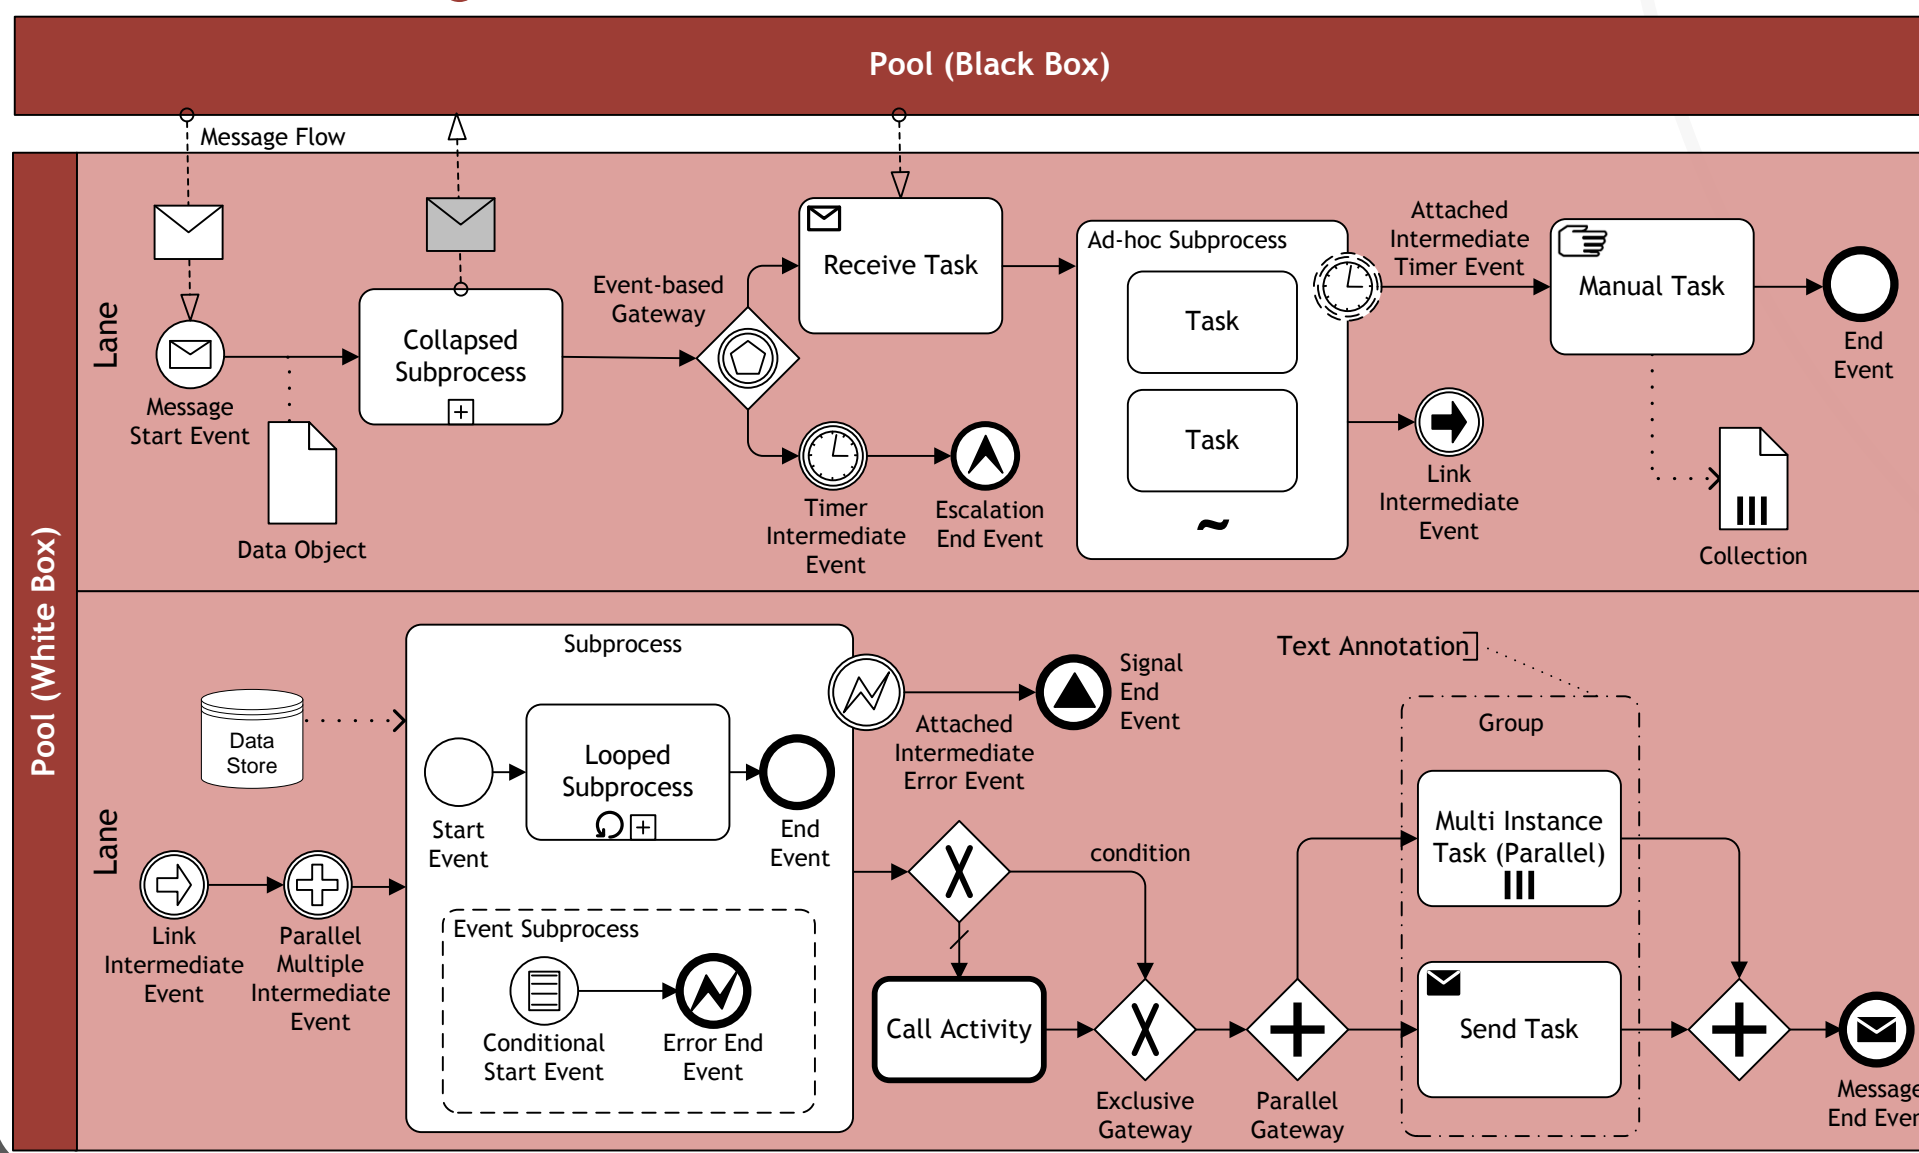 Pool (Black Box)
Message Flow
Pool (White Box)
Lane
Message
Start Event
Data Object
Collapsed
Subprocess
Event-based
Gateway
Receive Task
Timer
Intermediate
Event
Escalation
End Event
Ad-hoc Subprocess
Task
Task
Attached
Intermediate
Timer Event
Link
Intermediate
Event
Manual Task
Collection
End
Event
Lane
Data
Store
Link
Intermediate
Event
Parallel
Multiple
Intermediate
Event
Subprocess
Start
Event
Looped
Subprocess
End
Event
Event Subprocess
Conditional
Start Event
Error End
Event
Attached
Intermediate
Error Event
Signal
End
Event
condition
Call Activity
Exclusive
Gateway
Parallel
Gateway
Text Annotation
Group
Multi Instance
Task (Parallel)
Send Task
Message
End Even